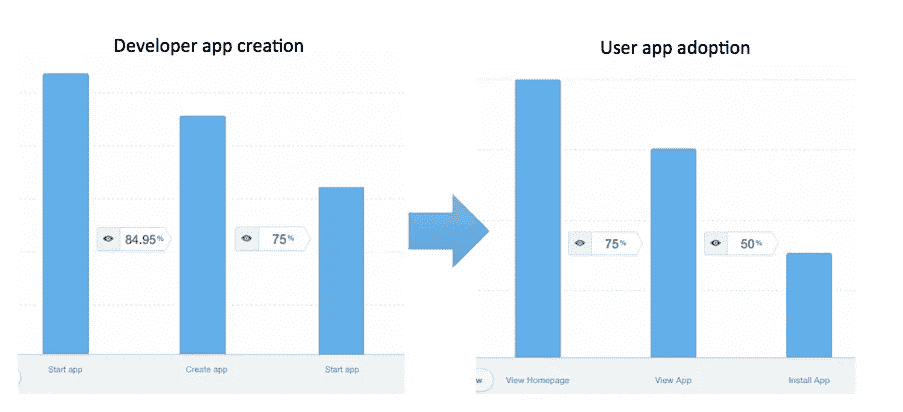 Developer app creation
84.95%
75%
Start app
Create app
Start app
User app adoption
75%
50%
w
View Homepage
View App
Install App